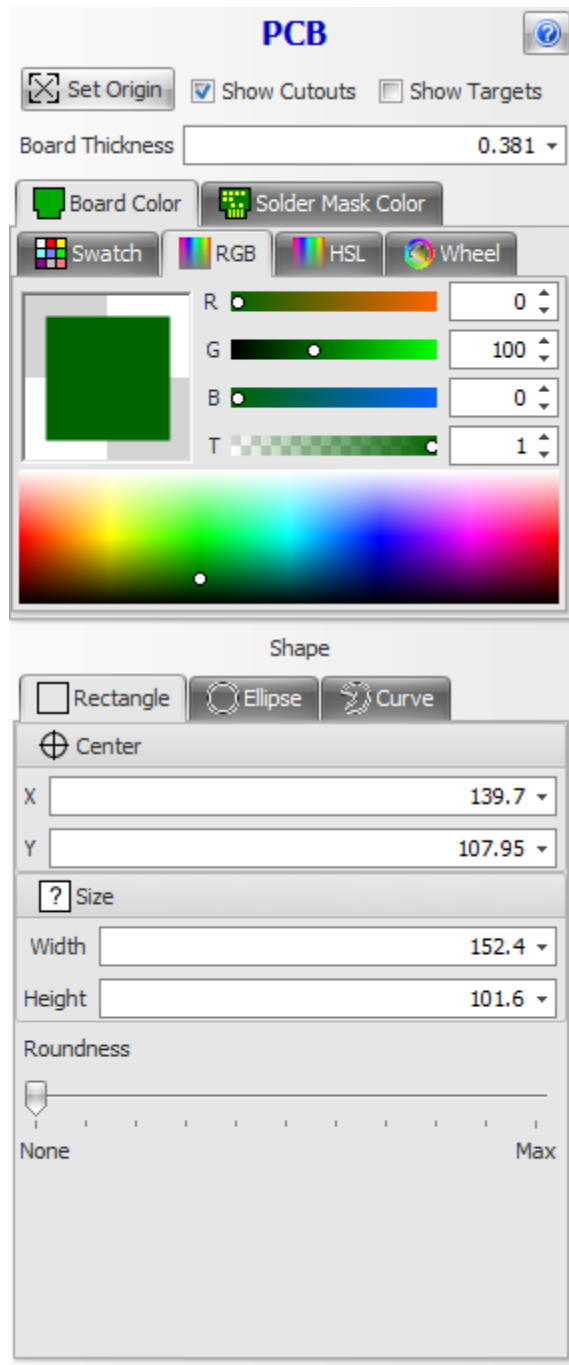 PCB
Set Origin Show Cutouts Show Targets
Board Thickness 0.381
Board Color Solder Mask Color
Swatch RGB HSL Wheel
R 0
G 100
B 0
T 1
Shape
Rectangle Ellipse Curve
Center
X 139.7
Y 107.95
? Size
Width 152.4
Height 101.6
Roundness
None Max